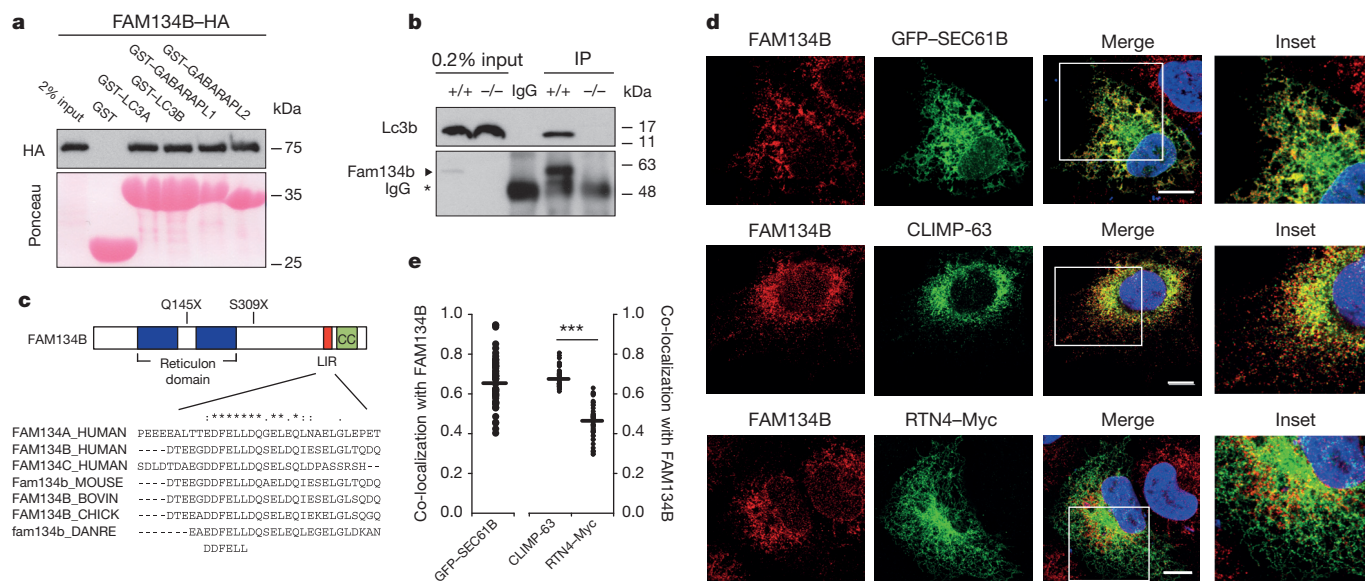 a
FAM134B–HA
2% input
GST
GST–LC3A
GST–LC3B
GST–GABARAPL1
GST–GABARAPL2
kDa
HA
75
Ponceau
35
25
b
0.2% input
IP
+/+
–/–
IgG
+/+
–/–
kDa
Lc3b
17
11
Fam134b
63
IgG *
48
c
Q145X
S309X
FAM134B
CC
Reticulon
domain
LIR
:*******.**.*::
.
FAM134A_HUMAN PEEEEALTTEDFELLDQGELEQLNAELGLEPET
FAM134B_HUMAN ----DTEEGDDFELLDQSELDQIESELGLTQDQ
FAM134C_HUMAN SDLDTDAEGDDFELLDQSELSQLDPASSRSH--
Fam134b_MOUSE ----DTEEGDDFELLDQAELDQIESELGLTQDQ
FAM134B_BOVIN ----DTEEGDDFELLDQSELDQIESELGLSQDQ
FAM134B_CHICK ----DTEEADDFELLDQSELEQIEKELGLSQGQ
fam134b_DANRE ------EAEDFELLDQSELEQLEGELGLDKAN
DDFELL
e
Co-localization with FAM134B
1.0
0.8
0.6
0.4
0.2
0.0
GFP–SEC61B
***
CLIMP-63
RTN4–Myc
1.0
0.8
0.6
0.4
0.2
0.0
Co-localization with FAM134B
d
FAM134B
GFP–SEC61B
Merge
Inset
FAM134B
CLIMP-63
Merge
Inset
FAM134B
RTN4–Myc
Merge
Inset